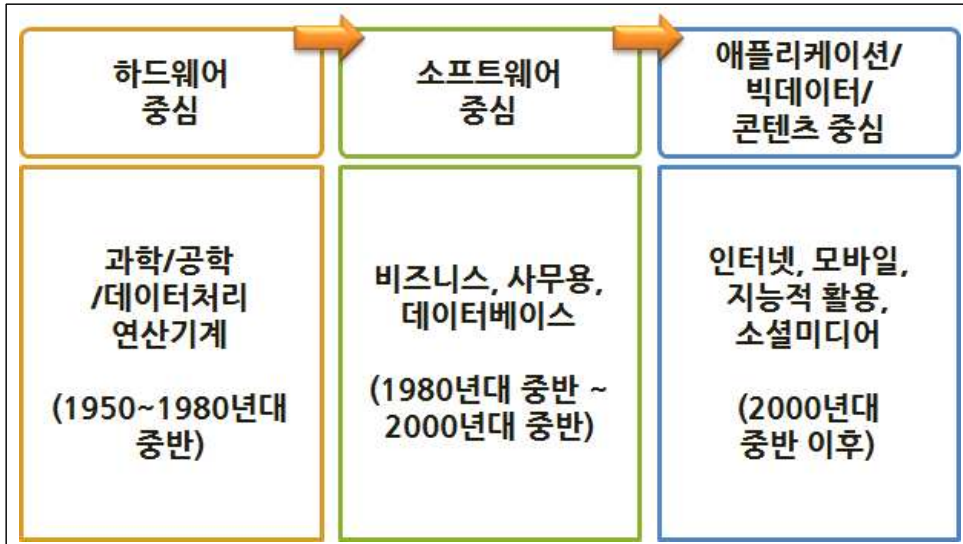 하드웨어
중심
소프트웨어
중심
애플리케이션/
빅데이터/
콘텐츠 중심
과학/공학
/데이터처리
연산기계
(1950~1980년대
중반)
비즈니스, 사무용,
데이터베이스
(1980년대 중반 ~
2000년대 중반)
인터넷, 모바일,
지능적 활용,
소셜미디어
(2000년대
중반 이후)